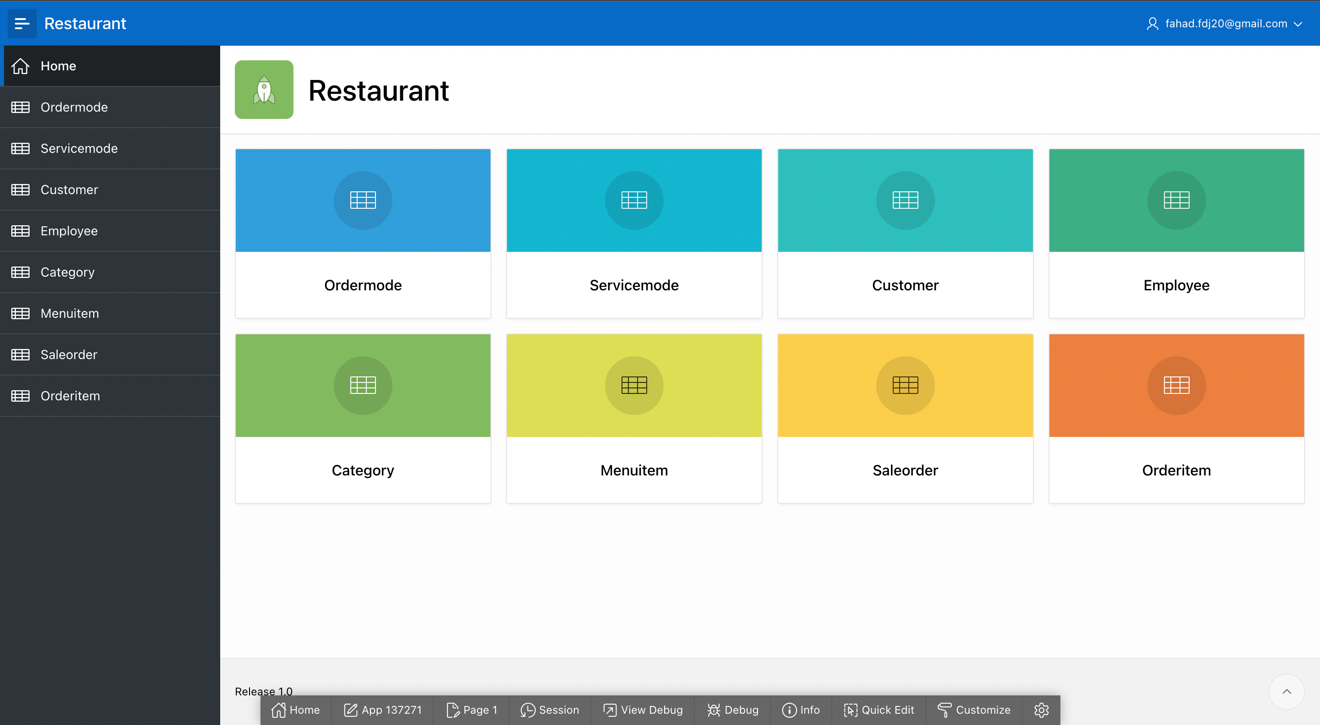 Restaurant
fahad.fdj20@gmail.com
Home
Ordermode
Servicemode
Customer
Employee
Category
Menuitem
Saleorder
Orderitem
Restaurant
Ordermode Servicemode Customer Employee
Category Menuitem Saleorder Orderitem
Release 1.0
Home App 137271 Page 1 Session View Debug Debug Info Quick Edit Customize